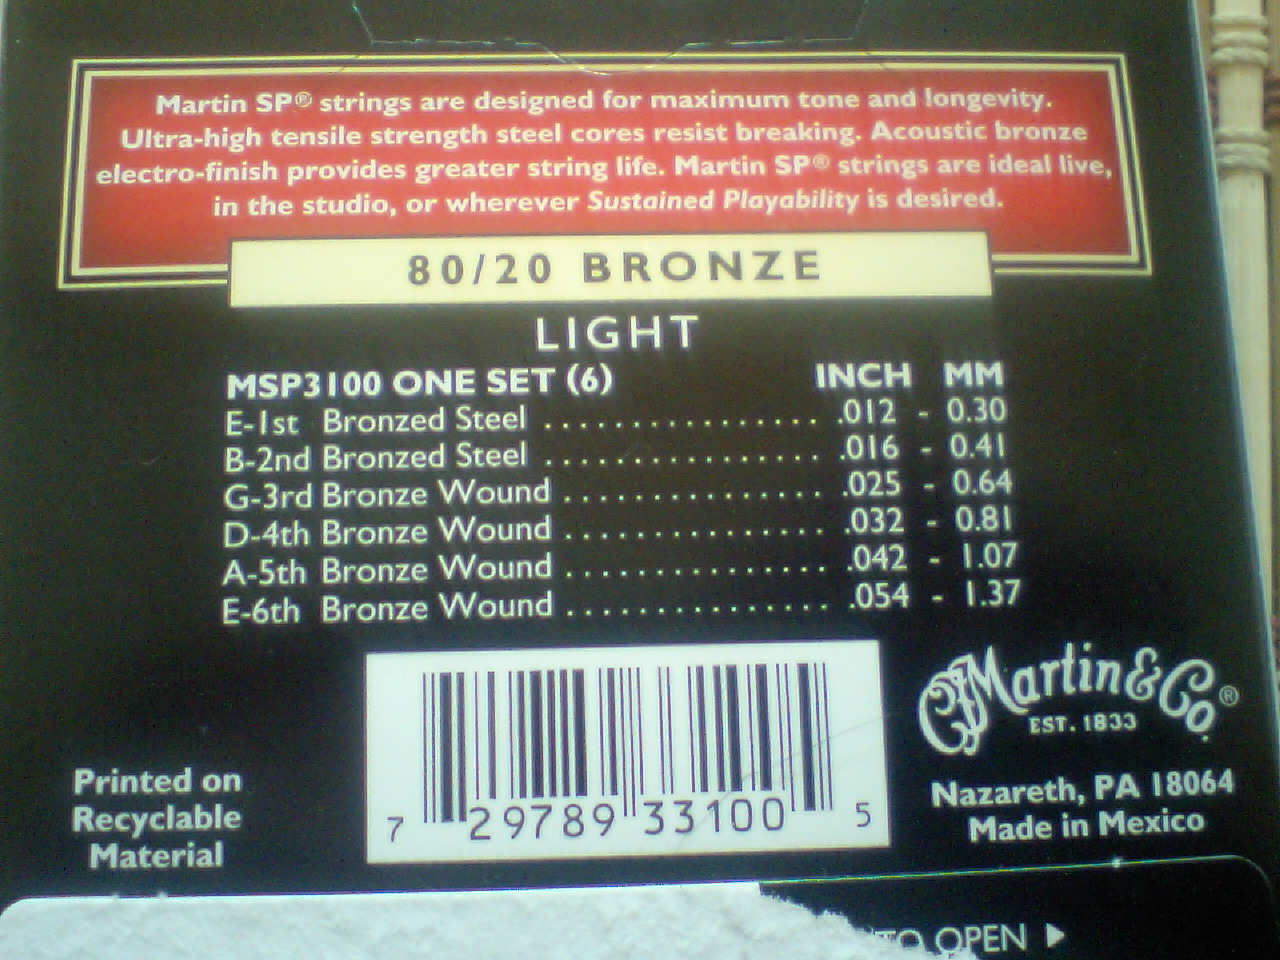 Martin SP® strings are designed for maximum tone and longevity.
Ultra-high tensile strength steel cores resist breaking. Acoustic bronze
electro-finish provides greater string life. Martin SP® strings are ideal live,
in the studio, or wherever Sustained Playability is desired.
80/20 BRONZE
LIGHT
MSP3100 ONE SET (6) INCH MM
E-1st Bronzed Steel ................ .012 - 0.30
B-2nd Bronzed Steel ................ .016 - 0.41
G-3rd Bronze Wound ............... .025 - 0.64
D-4th Bronze Wound ............... .032 - 0.81
A-5th Bronze Wound ............... .042 - 1.07
E-6th Bronze Wound ............... .054 - 1.37
Printed on
Recyclable
Material
7 29789 33100 5
CF Martin & Co. ®
EST. 1833
Nazareth, PA 18064
Made in Mexico
TO OPEN ▶